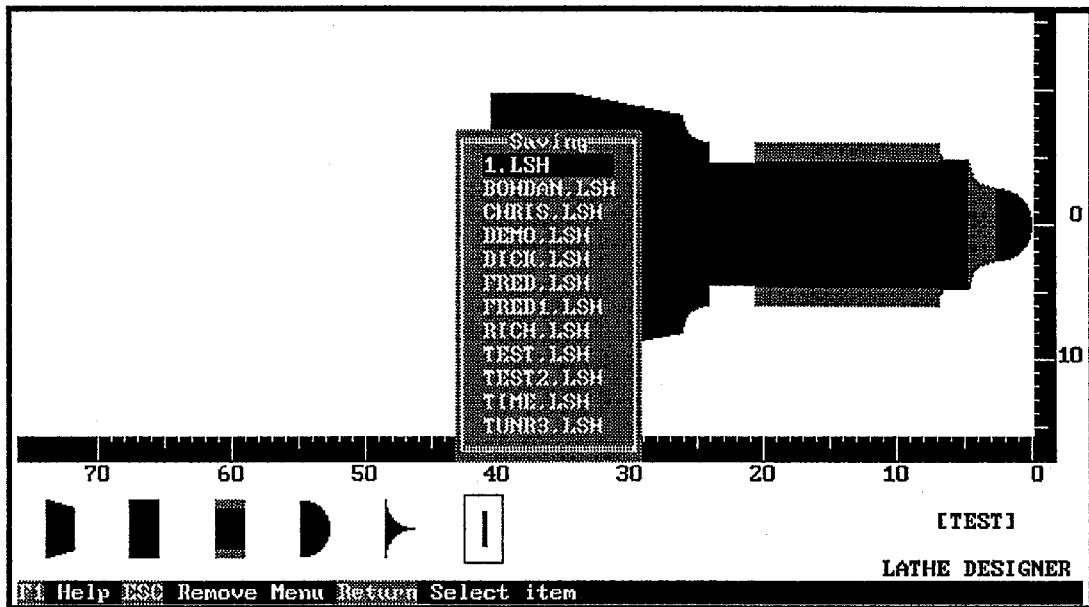 Saving
1.LSH
BOHDAN.LSH
CHRIS.LSH
DEMO.LSH
DICK.LSH
FRED.LSH
FRED1.LSH
RICH.LSH
TEST.LSH
TEST2.LSH
TIME.LSH
TUNR3.LSH
0
10
70 60 50 40 30 20 10 0
[TEST]
LATHE DESIGNER
F1 Help ESC Remove Menu Return Select item